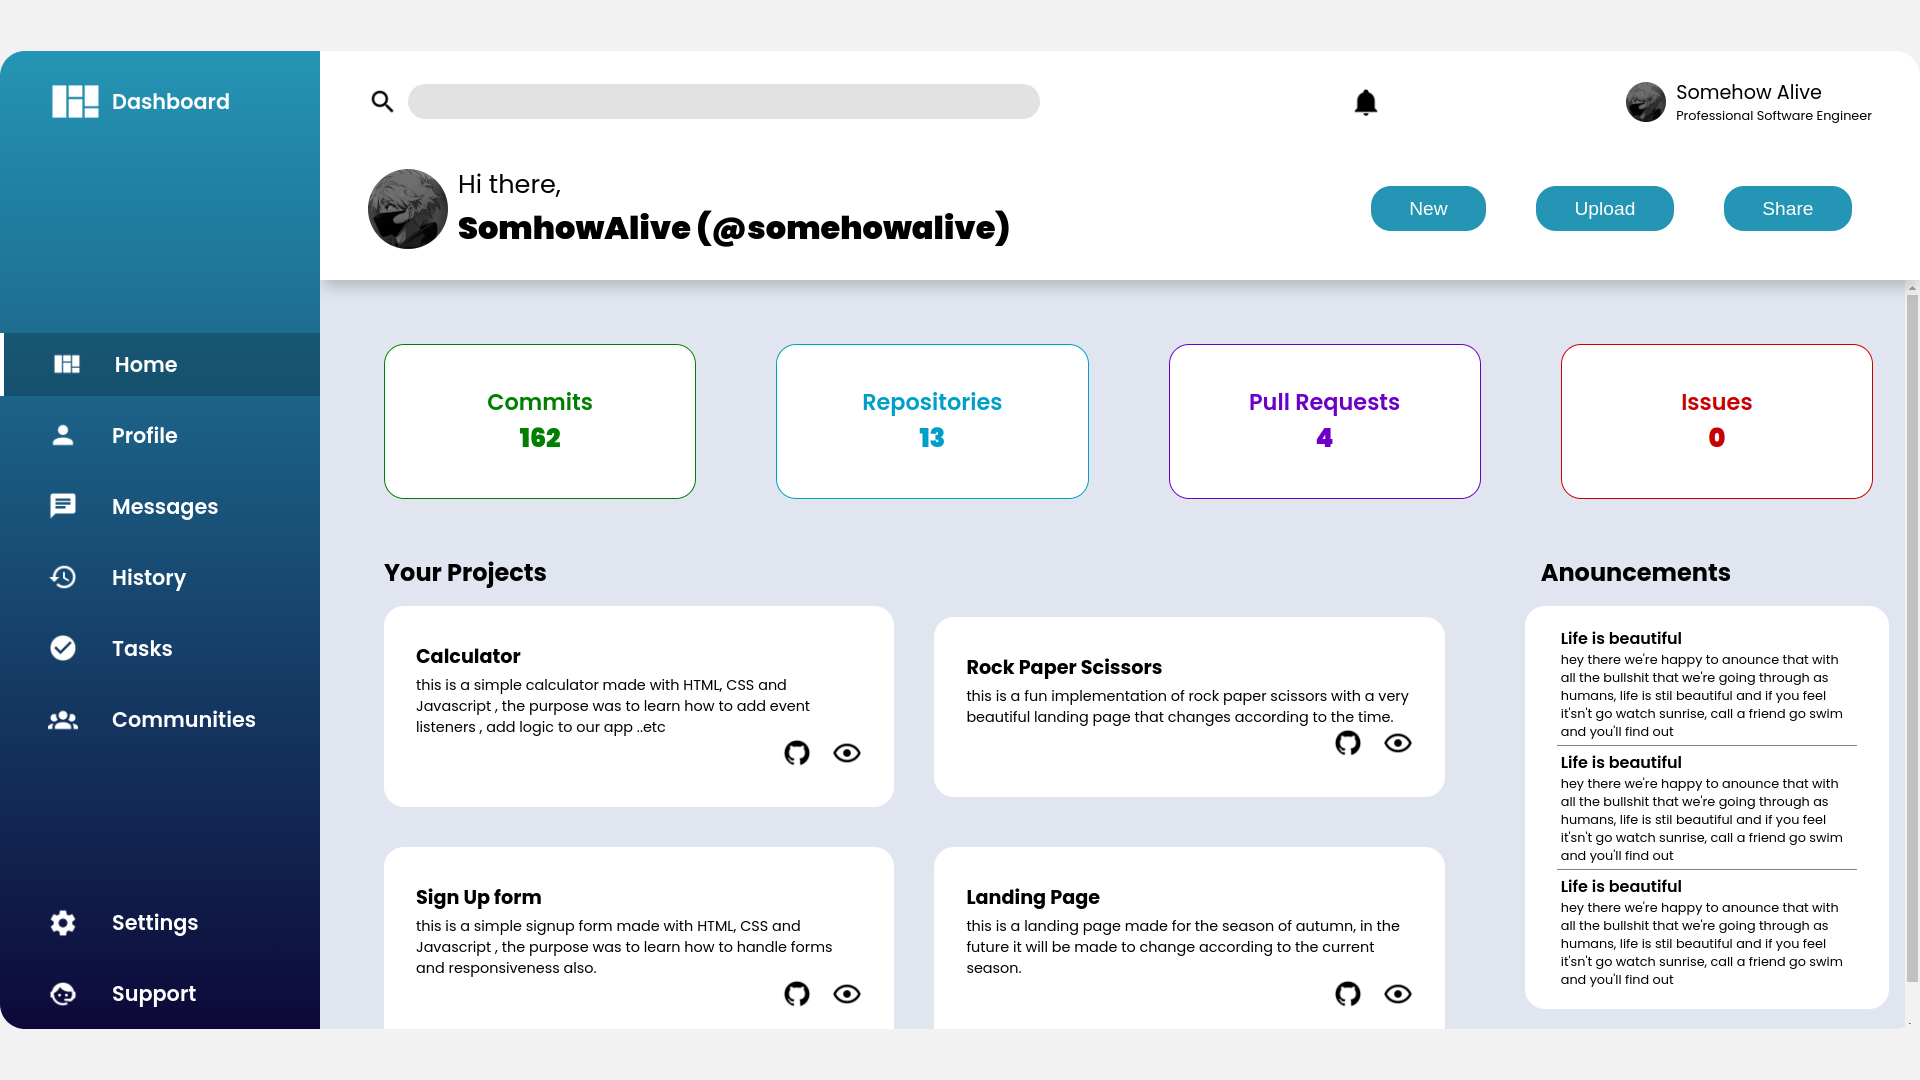 Dashboard
Home
Profile
Messages
History
Tasks
Communities
Settings
Support
Somehow Alive
Professional Software Engineer
Hi there,
SomhowAlive (@somehowalive)
New
Upload
Share
Commits
162
Repositories
13
Pull Requests
4
Issues
0
Your Projects
Calculator
this is a simple calculator made with HTML, CSS and
Javascript , the purpose was to learn how to add event
listeners , add logic to our app ..etc
Rock Paper Scissors
this is a fun implementation of rock paper scissors with a very
beautiful landing page that changes according to the time.
Sign Up form
this is a simple signup form made with HTML, CSS and
Javascript , the purpose was to learn how to handle forms
and responsiveness also.
Landing Page
this is a landing page made for the season of autumn, in the
future it will be made to change according to the current
season.
Anouncements
Life is beautiful
hey there we're happy to anounce that with
all the bullshit that we're going through as
humans, life is stil beautiful and if you feel
it'sn't go watch sunrise, call a friend go swim
and you'll find out
Life is beautiful
hey there we're happy to anounce that with
all the bullshit that we're going through as
humans, life is stil beautiful and if you feel
it'sn't go watch sunrise, call a friend go swim
and you'll find out
Life is beautiful
hey there we're happy to anounce that with
all the bullshit that we're going through as
humans, life is stil beautiful and if you feel
it'sn't go watch sunrise, call a friend go swim
and you'll find out